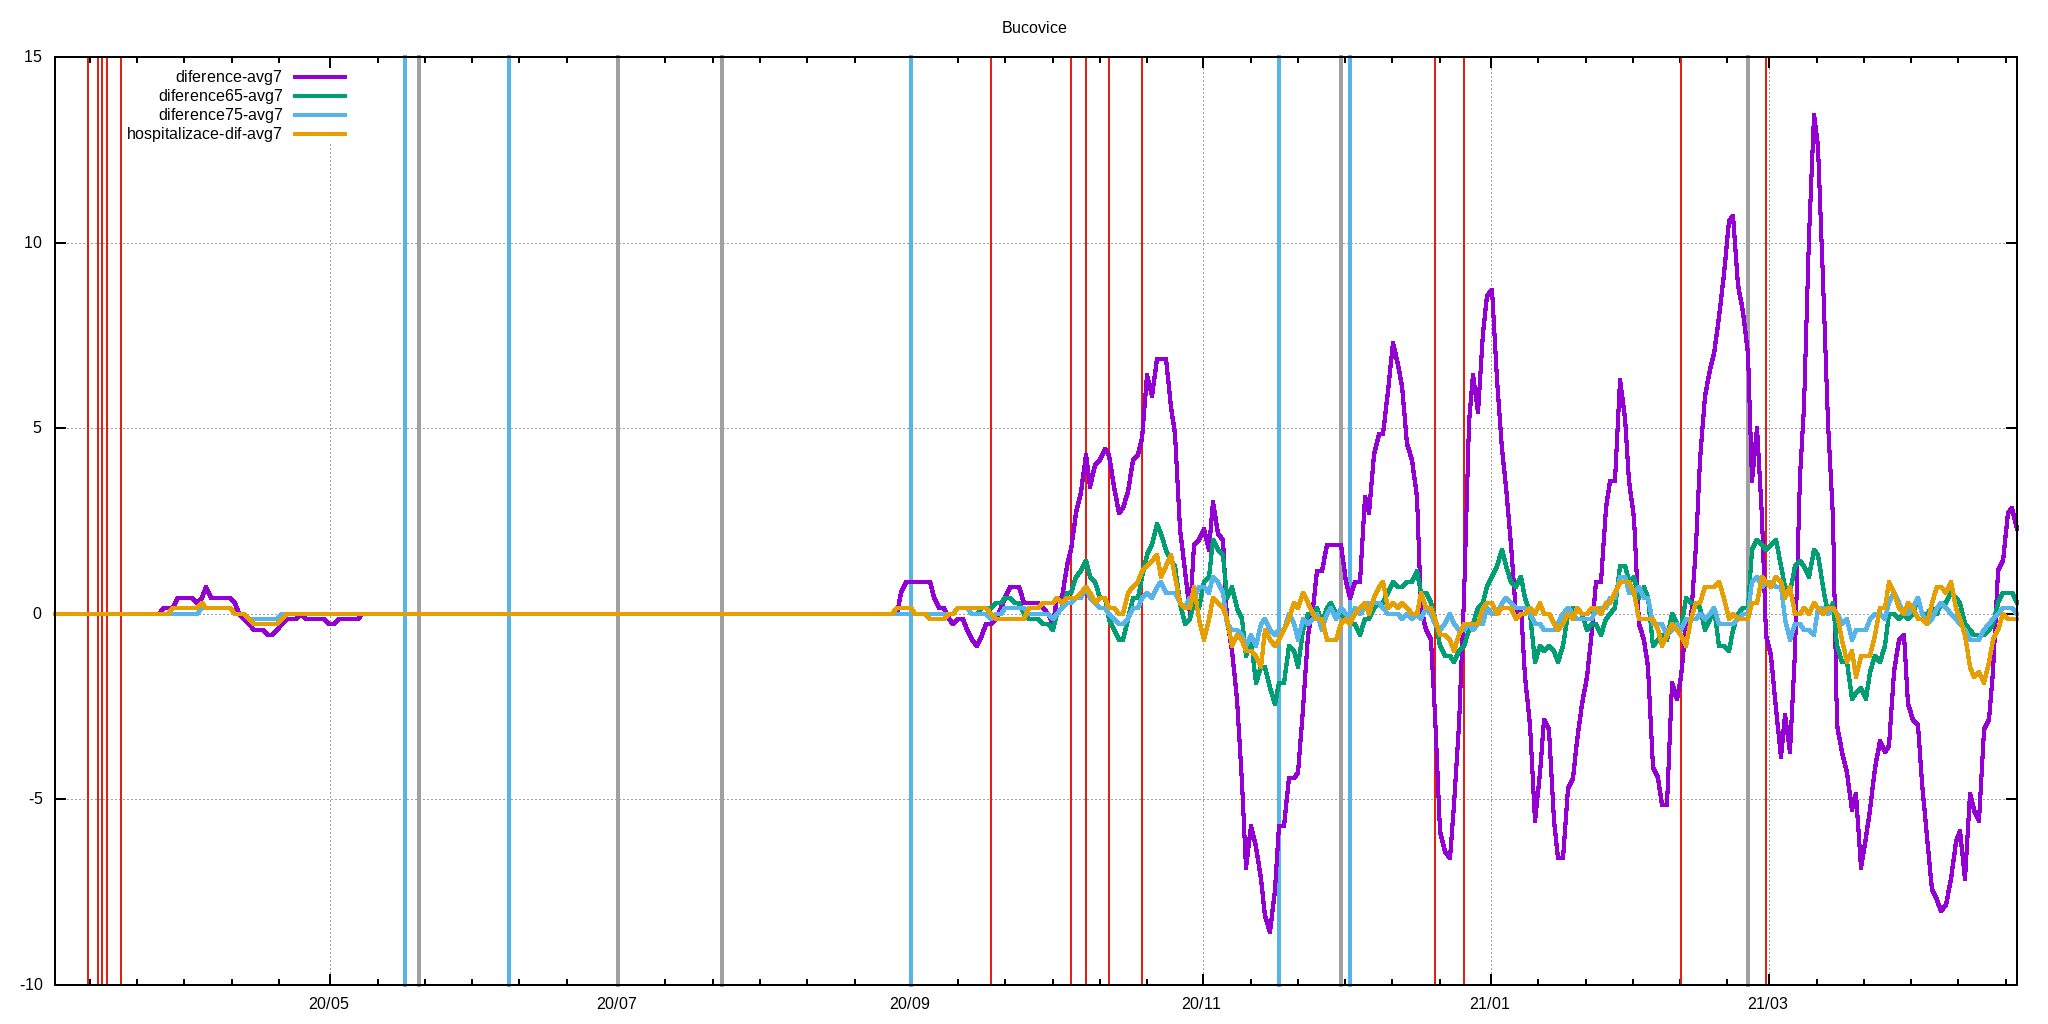 Bucovice
15
diference-avg7
diference65-avg7
diference75-avg7
hospitalizace-dif-avg7
10
5
0
-5
-10
20/05 20/07 20/09 20/11 21/01 21/03